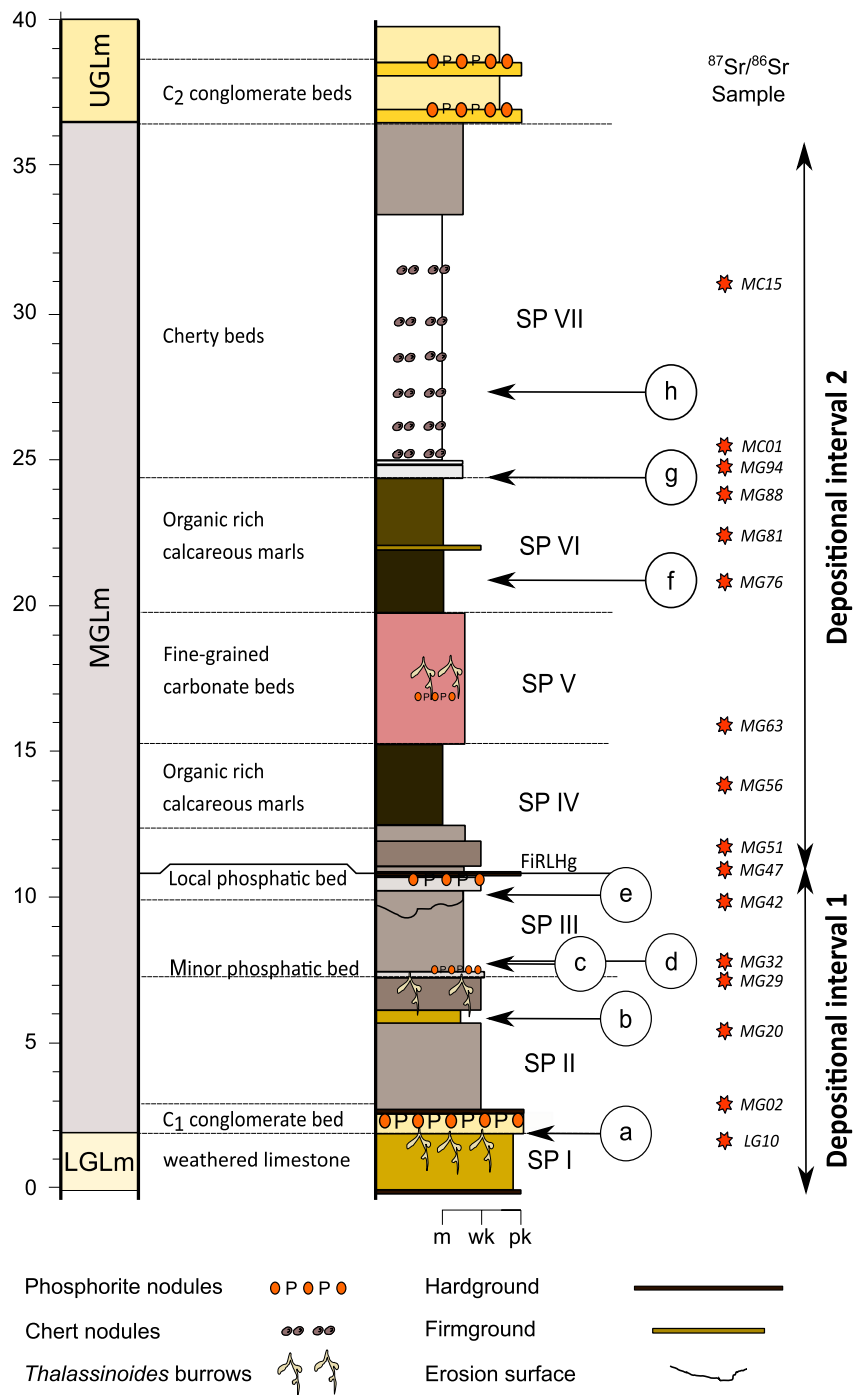 40
35
30
25
20
15
10
5
0
UGLm
MGLm
LGLm
C2 conglomerate beds
Cherty beds
Organic rich
calcareous marls
Fine-grained
carbonate beds
Organic rich
calcareous marls
Local phosphatic bed
Minor phosphatic bed
C1 conglomerate bed
weathered limestone
P P
P P
P P
P P
P P P
P P P P
SP VII
SP VI
SP V
SP IV
FiRLHg
SP III
SP II
SP I
h
g
f
e
c
d
b
a
m wk pk
87Sr/86Sr
Sample
MC15
MC01
MG94
MG88
MG81
MG76
MG63
MG56
MG51
MG47
MG42
MG32
MG29
MG20
MG02
LG10
Depositional interval 2
Depositional interval 1
Phosphorite nodules
P P
Hardground
Chert nodules
Firmground
Thalassinoides burrows
Erosion surface